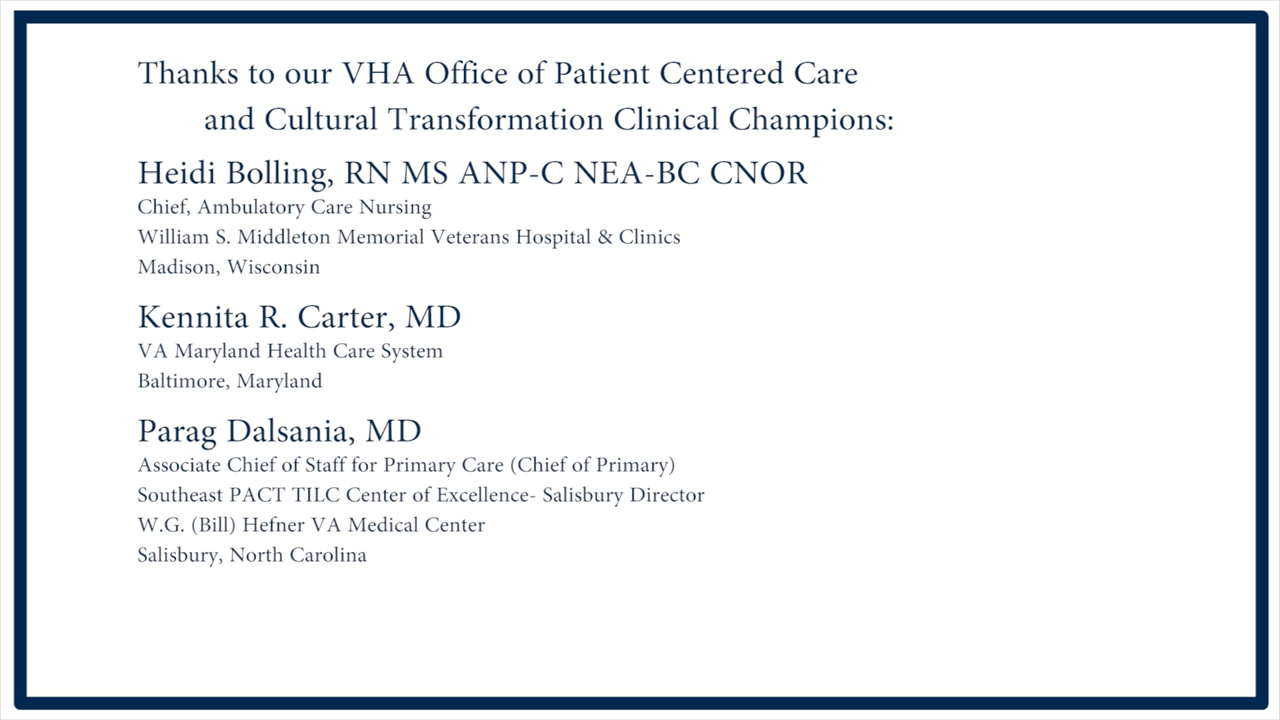 Thanks to our VHA Office of Patient Centered Care
and Cultural Transformation Clinical Champions:
Heidi Bolling, RN MS ANP-C NEA-BC CNOR
Chief, Ambulatory Care Nursing
William S. Middleton Memorial Veterans Hospital & Clinics
Madison, Wisconsin
Kennita R. Carter, MD
VA Maryland Health Care System
Baltimore, Maryland
Parag Dalsania, MD
Associate Chief of Staff for Primary Care (Chief of Primary)
Southeast PACT TILC Center of Excellence- Salisbury Director
W.G. (Bill) Hefner VA Medical Center
Salisbury, North Carolina